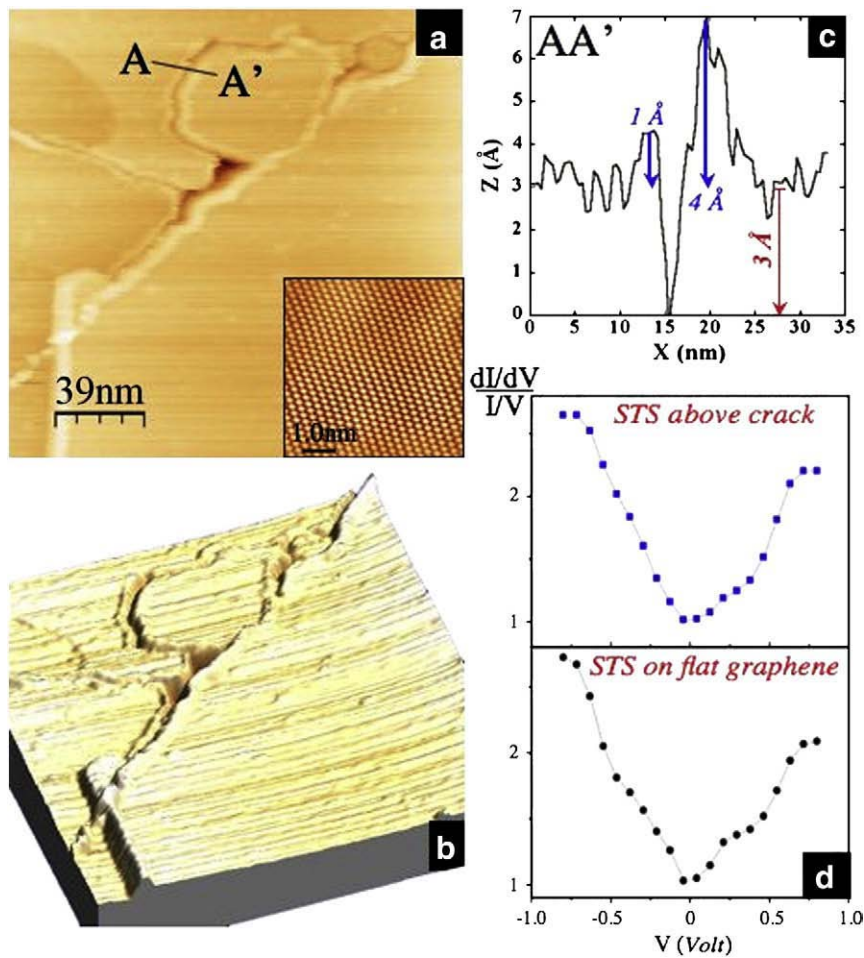 a
A
A'
39nm
1.0nm
b
AA'
c
7
6
5
4
3
2
1
0
Z (Å)
1 Å
4 Å
3 Å
0 5 10 15 20 25 30 35
X (nm)
dI/dV
I/V
STS above crack
2
1
STS on flat graphene
2
1
d
-1.0 -0.5 0 0.5 1.0
V (Volt)